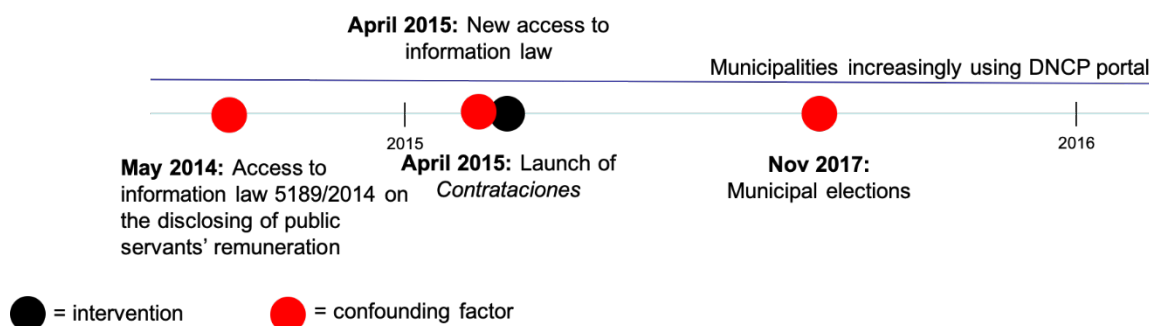 April 2015: New access to
information law
Municipalities increasingly using DNCP portal
2015
2016
May 2014: Access to
information law 5189/2014 on
the disclosing of public
servants' remuneration
April 2015: Launch of
Contrataciones
Nov 2017:
Municipal elections
= intervention
= confounding factor